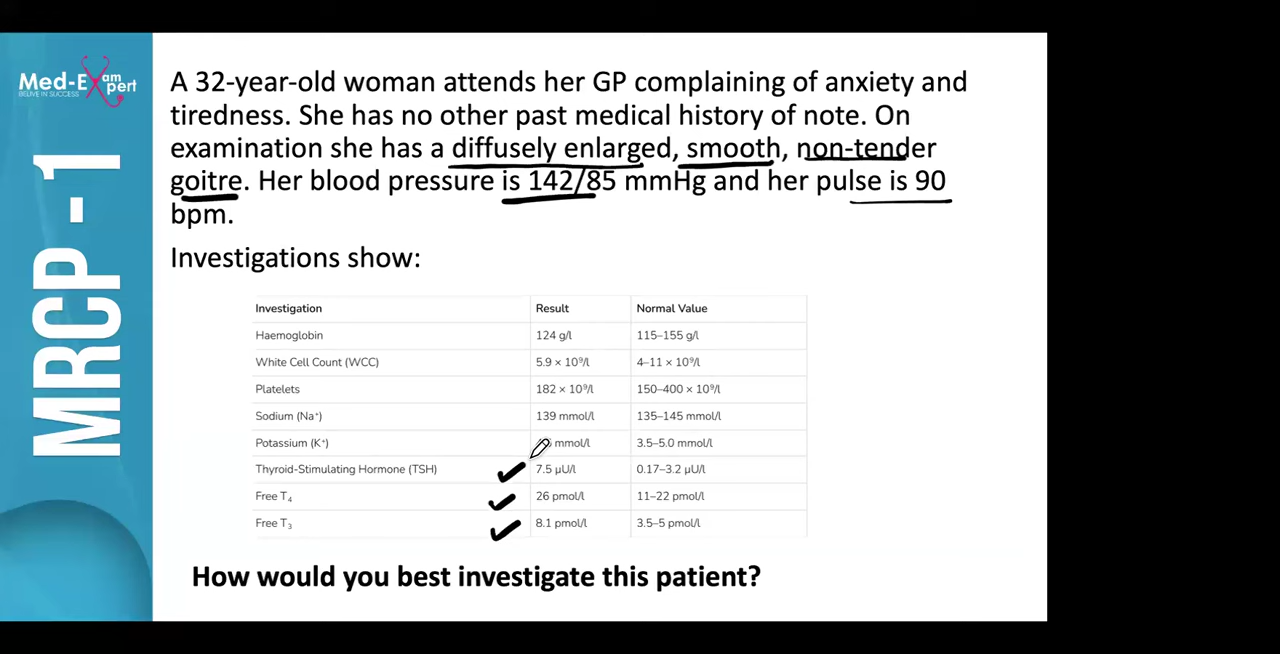 Med-Exam
Expert
BELIVE IN SUCCESS
MRCP - 1
A 32-year-old woman attends her GP complaining of anxiety and
tiredness. She has no other past medical history of note. On
examination she has a diffusely enlarged, smooth, non-tender
goitre. Her blood pressure is 142/85 mmHg and her pulse is 90
bpm.
Investigations show:
Investigation Result Normal Value
Haemoglobin 124 g/l 115–155 g/l
White Cell Count (WCC) 5.9 × 10⁹/l 4–11 × 10⁹/l
Platelets 182 × 10⁹/l 150–400 × 10⁹/l
Sodium (Na⁺) 139 mmol/l 135–145 mmol/l
Potassium (K⁺) mmol/l 3.5–5.0 mmol/l
Thyroid-Stimulating Hormone (TSH) 7.5 µU/l 0.17–3.2 µU/l
Free T₄ 26 pmol/l 11–22 pmol/l
Free T₃ 8.1 pmol/l 3.5–5 pmol/l
How would you best investigate this patient?